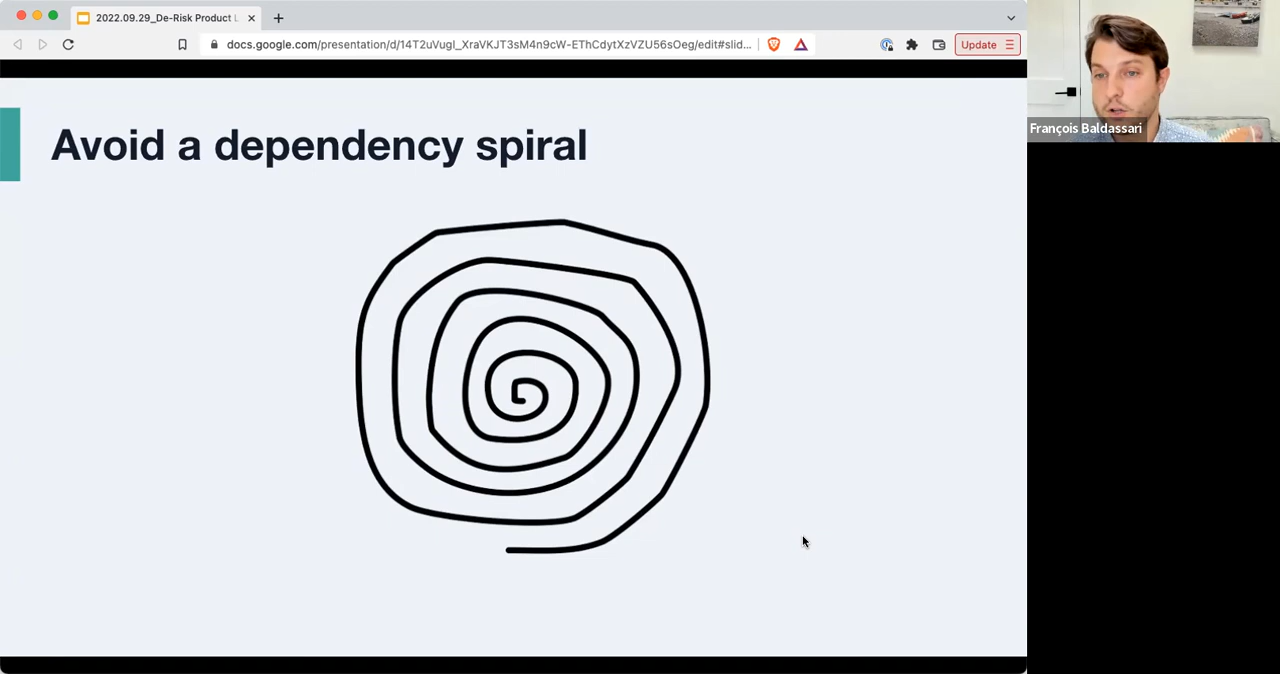 2022.09.29_De-Risk Product L
docs.google.com/presentation/d/14T2uVugI_XraVKJT3sM4n9cW-EThCdytXzVZU56sOeg/edit#slid...
Update
Avoid a dependency spiral
François Baldassari